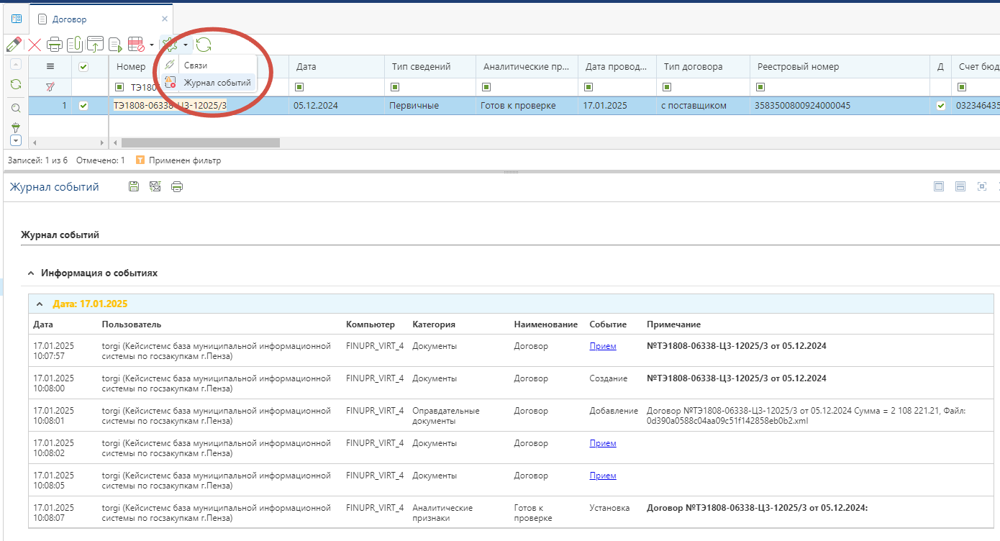 Договор
Связи
Журнал событий
Номер Дата Тип сведений Аналитические пр... Дата провод... Тип договора Реестровый номер Д Счет бюд
ТЭ1808
1 ТЭ1808-06338-ЦЗ-12025/3 05.12.2024 Первичные Готов к проверке 17.01.2025 с поставщиком 3583500800924000045 032346435
Записей: 1 из 6 Отмечено: 1 Применен фильтр
Журнал событий
Журнал событий
Информация о событиях
Дата: 17.01.2025
Дата Пользователь Компьютер Категория Наименование Событие Примечание
17.01.2025 torgi (Кейсистемс база муниципальной информационной FINUPR_VIRT_4 Документы Договор Прием №ТЭ1808-06338-ЦЗ-12025/3 от 05.12.2024
10:07:57 системы по госзакупкам г.Пенза)
17.01.2025 torgi (Кейсистемс база муниципальной информационной FINUPR_VIRT_4 Документы Договор Создание №ТЭ1808-06338-ЦЗ-12025/3 от 05.12.2024
10:08:00 системы по госзакупкам г.Пенза)
17.01.2025 torgi (Кейсистемс база муниципальной информационной FINUPR_VIRT_4 Оправдательные Договор Добавление Договор №ТЭ1808-06338-ЦЗ-12025/3 от 05.12.2024 Сумма = 2 108 221.21, Файл:
10:08:01 системы по госзакупкам г.Пенза) документы 0d390a0588c04aa09c51f142858eb0b2.xml
17.01.2025 torgi (Кейсистемс база муниципальной информационной FINUPR_VIRT_4 Документы Договор Прием
10:08:02 системы по госзакупкам г.Пенза)
17.01.2025 torgi (Кейсистемс база муниципальной информационной FINUPR_VIRT_4 Документы Договор Прием
10:08:05 системы по госзакупкам г.Пенза)
17.01.2025 torgi (Кейсистемс база муниципальной информационной FINUPR_VIRT_4 Аналитические Готов к Установка Договор №ТЭ1808-06338-ЦЗ-12025/3 от 05.12.2024:
10:08:07 системы по госзакупкам г.Пенза) признаки проверке